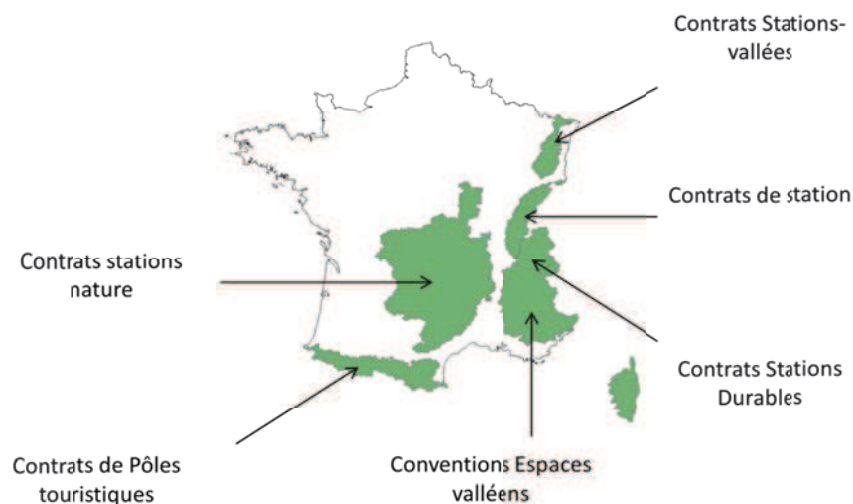 Contrats Stations-
vallées
Contrats de station
Contrats stations
nature
Contrats Stations
Durables
Contrats de Pôles
touristiques
Conventions Espaces
valléens